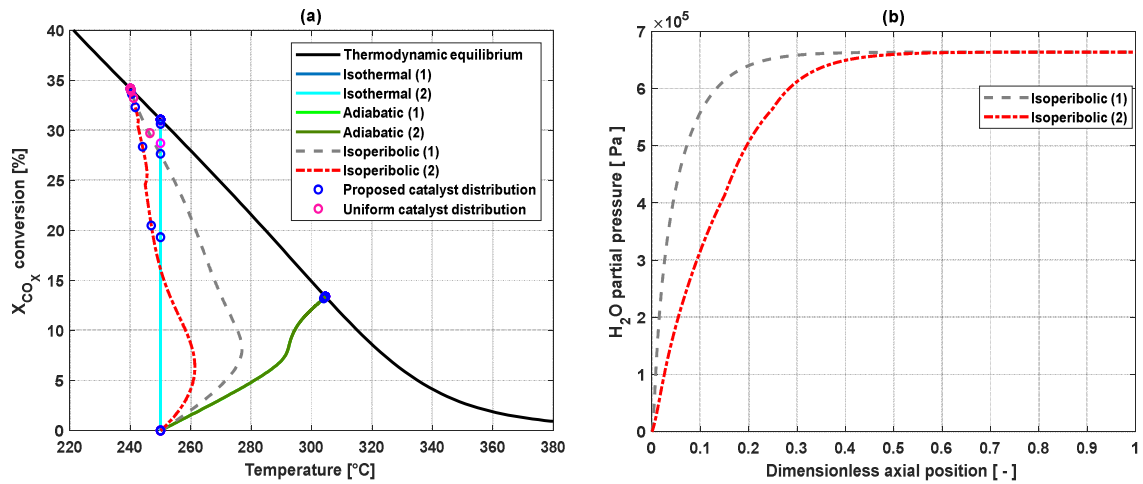 (a)
X_CO_X conversion [%]
40
35
30
25
20
15
10
5
0
220 240 260 280 300 320 340 360 380
Temperature [°C]
Thermodynamic equilibrium
Isothermal (1)
Isothermal (2)
Adiabatic (1)
Adiabatic (2)
Isoperibolic (1)
Isoperibolic (2)
Proposed catalyst distribution
Uniform catalyst distribution
(b)
×10^5
H_2O partial pressure [ Pa]
7
6
5
4
3
2
1
0
0 0.1 0.2 0.3 0.4 0.5 0.6 0.7 0.8 0.9 1
Dimensionless axial position [ - ]
Isoperibolic (1)
Isoperibolic (2)